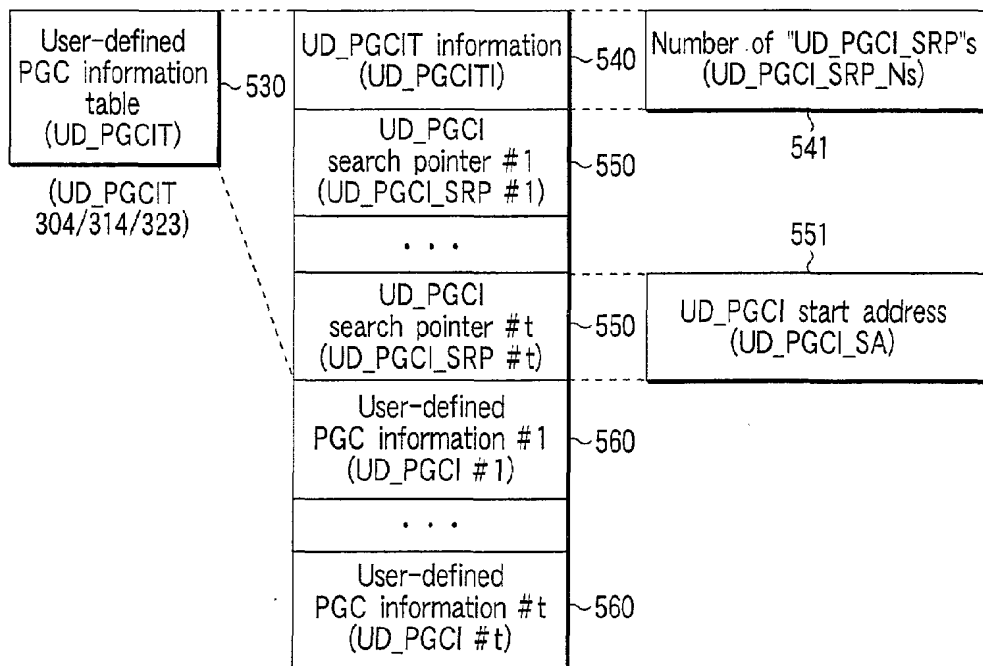 User-defined
PGC information
table
(UD_PGCIT)
530
(UD_PGCIT
304/314/323)
UD_PGCIT information
(UD_PGCITI)
540
UD_PGCI
search pointer #1
(UD_PGCI_SRP #1)
550
...
UD_PGCI
search pointer #t
(UD_PGCI_SRP #t)
550
User-defined
PGC information #1
(UD_PGCI #1)
560
...
User-defined
PGC information #t
(UD_PGCI #t)
560
Number of "UD_PGCI_SRP"s
(UD_PGCI_SRP_Ns)
541
551
UD_PGCI start address
(UD_PGCI_SA)